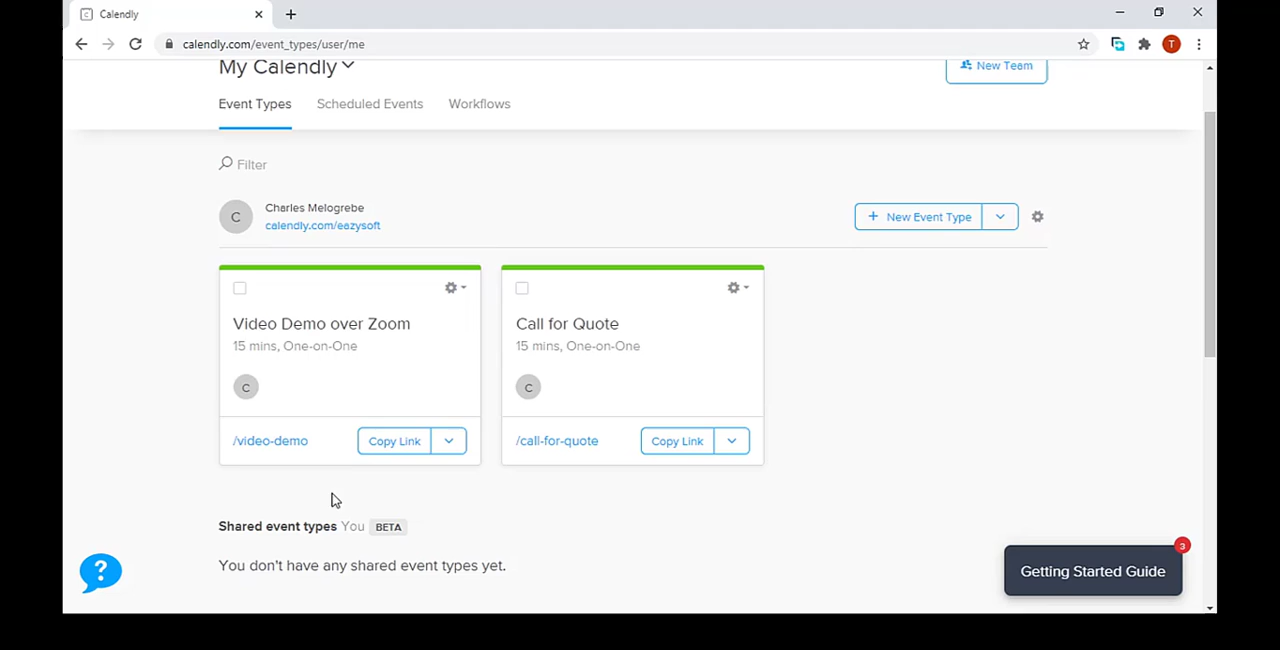 Calendly
calendly.com/event_types/user/me
T
My Calendly
New Team
Event Types Scheduled Events Workflows
Filter
C
Charles Melogrebe
calendly.com/eazysoft
+ New Event Type
Video Demo over Zoom
15 mins, One-on-One
C
/video-demo
Copy Link
Call for Quote
15 mins, One-on-One
C
/call-for-quote
Copy Link
Shared event types You BETA
You don't have any shared event types yet.
?
3
Getting Started Guide